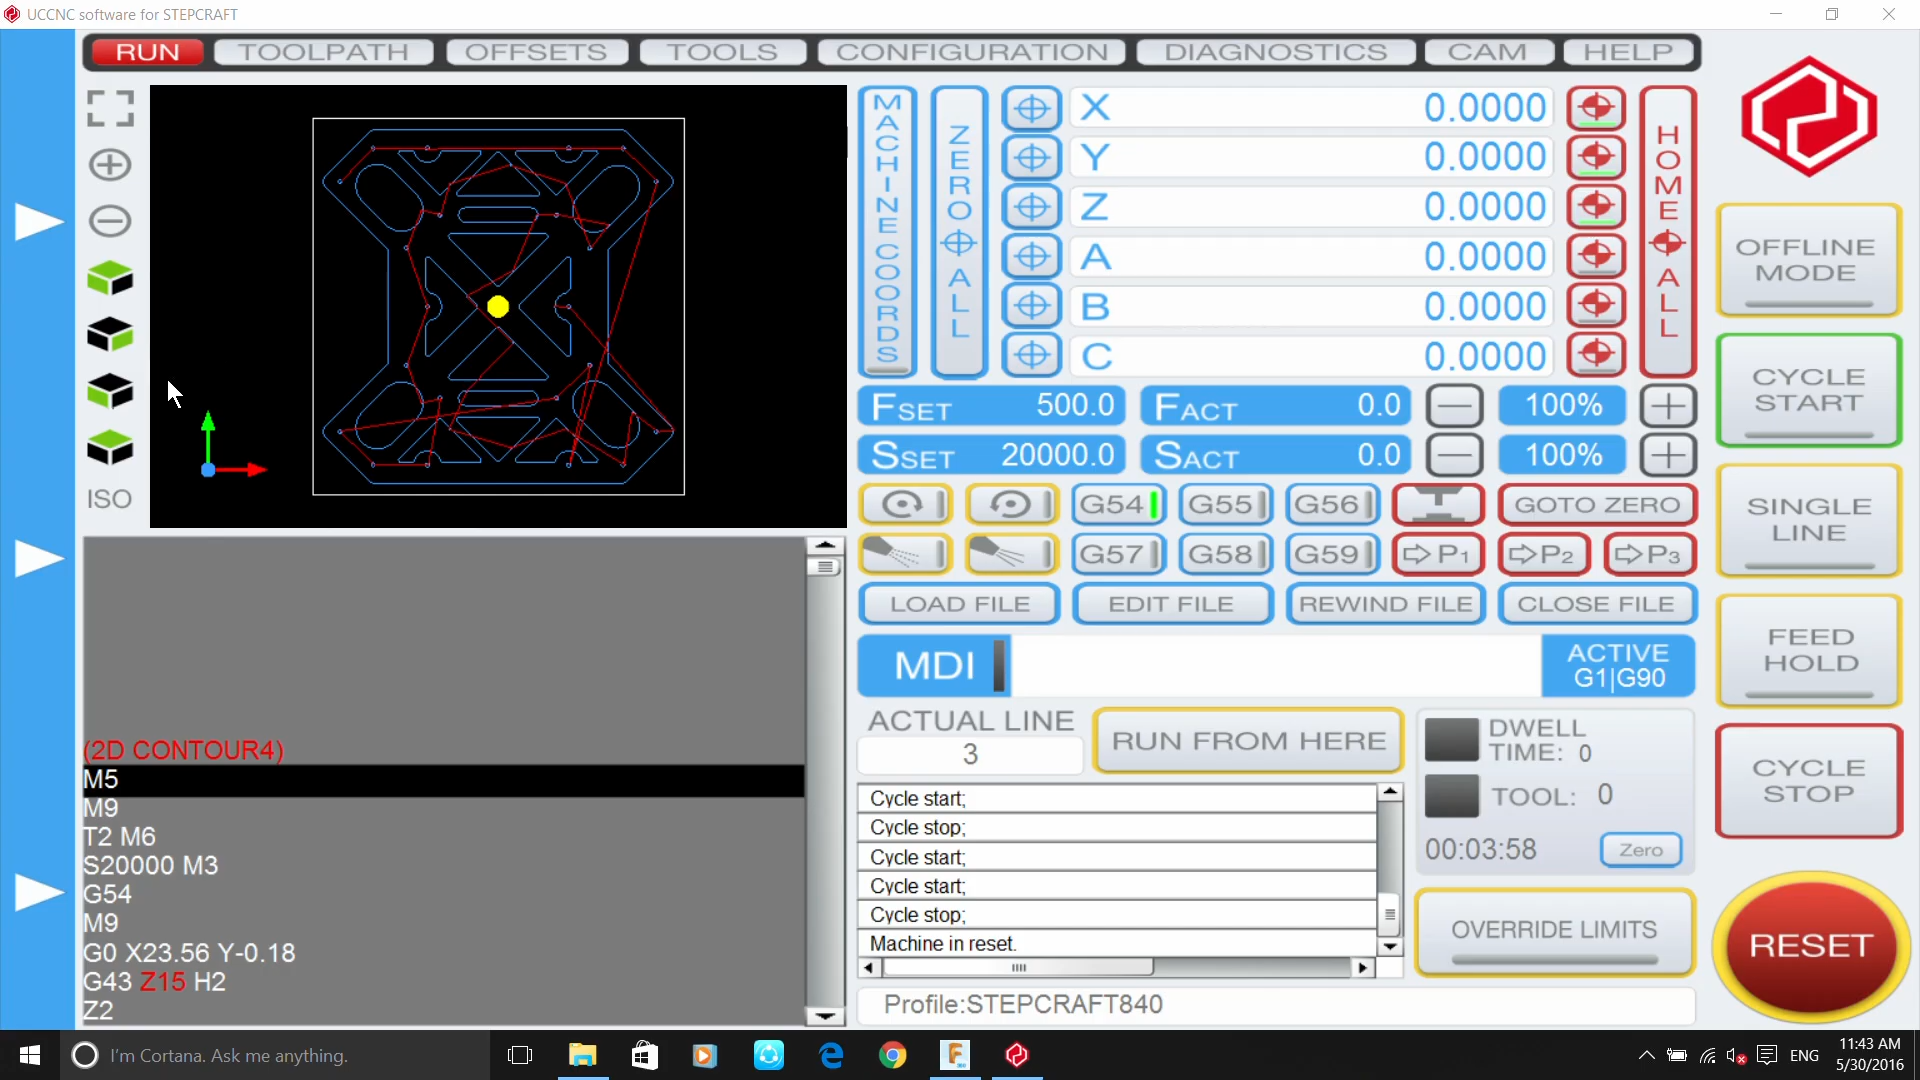 UCCNC software for STEPCRAFT
RUN TOOLPATH OFFSETS TOOLS CONFIGURATION DIAGNOSTICS CAM HELP
ISO
MACHINE COORDS
ZERO ALL
X 0.0000
Y 0.0000
Z 0.0000
A 0.0000
B 0.0000
C 0.0000
HOME ALL
FSET 500.0 FACT 0.0 100%
SSET 20000.0 SACT 0.0 100%
G54 G55 G56 GOTO ZERO
G57 G58 G59 P1 P2 P3
LOAD FILE EDIT FILE REWIND FILE CLOSE FILE
MDI
ACTIVE
G1|G90
ACTUAL LINE
3
RUN FROM HERE
DWELL
TIME: 0
TOOL: 0
00:03:58 Zero
Cycle start;
Cycle stop;
Cycle start;
Cycle start;
Cycle stop;
Machine in reset.
OVERRIDE LIMITS
Profile:STEPCRAFT840
(2D CONTOUR4)
M5
M9
T2 M6
S20000 M3
G54
M9
G0 X23.56 Y-0.18
G43 Z15 H2
Z2
OFFLINE
MODE
CYCLE
START
SINGLE
LINE
FEED
HOLD
CYCLE
STOP
RESET
I'm Cortana. Ask me anything.
ENG
11:43 AM
5/30/2016